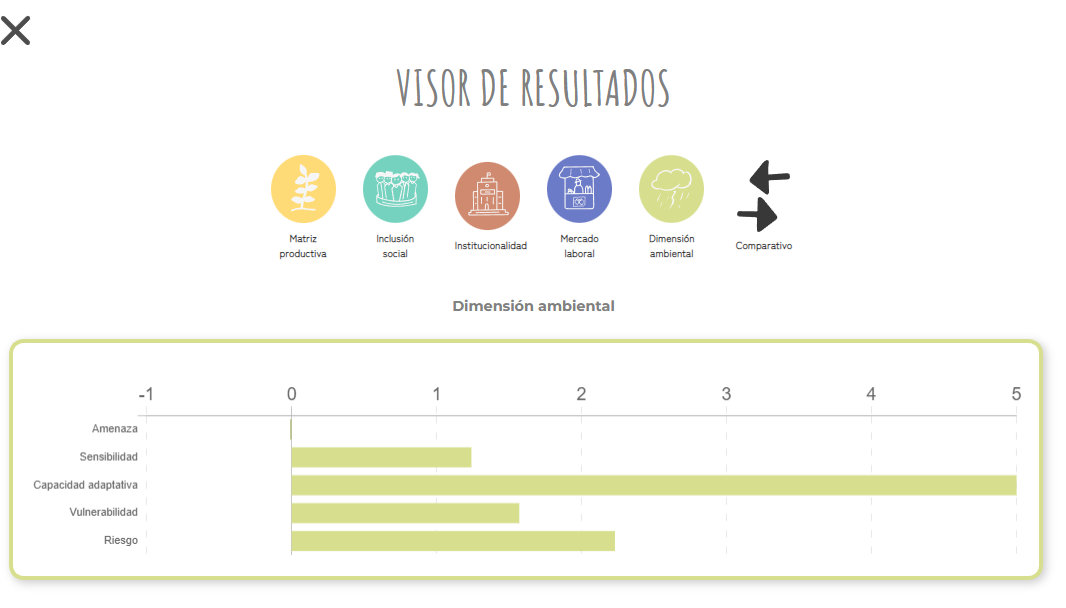 VISOR DE RESULTADOS
Matriz
productiva
Inclusión
social
Institucionalidad
Mercado
laboral
Dimensión
ambiental
Comparativo
Dimensión ambiental
-1 0 1 2 3 4 5
Amenaza
Sensibilidad
Capacidad adaptativa
Vulnerabilidad
Riesgo